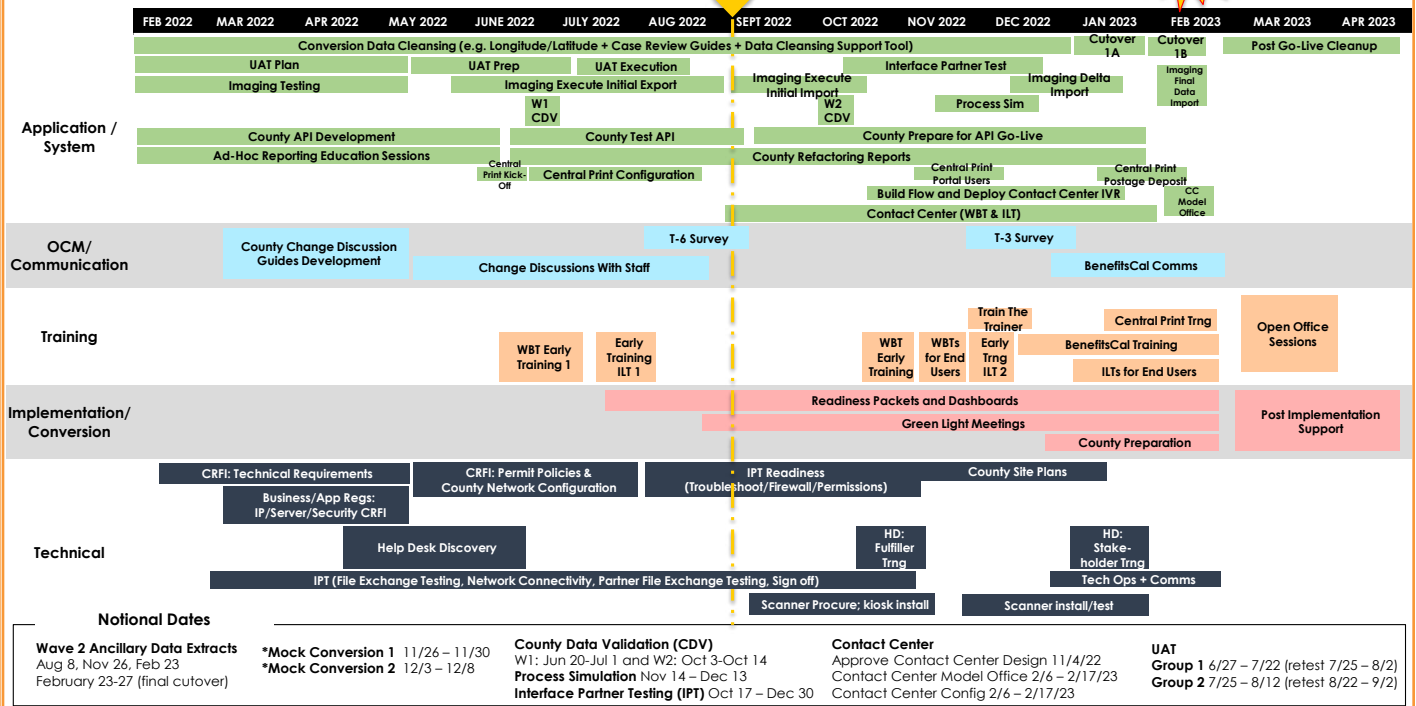 FEB 2022 MAR 2022 APR 2022 MAY 2022 JUNE 2022 JULY 2022 AUG 2022 SEPT 2022 OCT 2022 NOV 2022 DEC 2022 JAN 2023 FEB 2023 MAR 2023 APR 2023
Application /
System
Conversion Data Cleansing (e.g. Longitude/Latitude + Case Review Guides + Data Cleansing Support Tool)
Cutover
1A
Cutover
1B
Post Go-Live Cleanup
UAT Plan
UAT Prep
UAT Execution
Interface Partner Test
Imaging Testing
Imaging Execute Initial Export
Imaging Execute
Initial Import
Imaging Delta
Import
Imaging
Final
Data
Import
W1
CDV
W2
CDV
Process Sim
County API Development
County Test API
County Prepare for API Go-Live
Ad-Hoc Reporting Education Sessions
County Refactoring Reports
Central
Print Kick-
Off
Central Print Configuration
Central Print
Portal Users
Central Print
Postage Deposit
Build Flow and Deploy Contact Center IVR
CC
Model
Office
Contact Center (WBT & ILT)
OCM/
Communication
County Change Discussion
Guides Development
T-6 Survey
T-3 Survey
Change Discussions With Staff
BenefitsCal Comms
Training
WBT Early
Training 1
Early
Training
ILT 1
WBT
Early
Training
WBTs
for End
Users
Train The
Trainer
Early
Trng
ILT 2
Central Print Trng
BenefitsCal Training
ILTs for End Users
Open Office
Sessions
Implementation/
Conversion
Readiness Packets and Dashboards
Green Light Meetings
County Preparation
Post Implementation
Support
Technical
CRFI: Technical Requirements
CRFI: Permit Policies &
County Network Configuration
IPT Readiness
(Troubleshoot/Firewall/Permissions)
County Site Plans
Business/App Regs:
IP/Server/Security CRFI
Help Desk Discovery
HD:
Fulfiller
Trng
HD:
Stake-
holder Trng
IPT (File Exchange Testing, Network Connectivity, Partner File Exchange Testing, Sign off)
Tech Ops + Comms
Scanner Procure; kiosk install
Scanner install/test
Notional Dates
Wave 2 Ancillary Data Extracts
Aug 8, Nov 26, Feb 23
February 23-27 (final cutover)
*Mock Conversion 1 11/26 – 11/30
*Mock Conversion 2 12/3 – 12/8
County Data Validation (CDV)
W1: Jun 20-Jul 1 and W2: Oct 3-Oct 14
Process Simulation Nov 14 – Dec 13
Interface Partner Testing (IPT) Oct 17 – Dec 30
Contact Center
Approve Contact Center Design 11/4/22
Contact Center Model Office 2/6 – 2/17/23
Contact Center Config 2/6 – 2/17/23
UAT
Group 1 6/27 – 7/22 (retest 7/25 – 8/2)
Group 2 7/25 – 8/12 (retest 8/22 – 9/2)